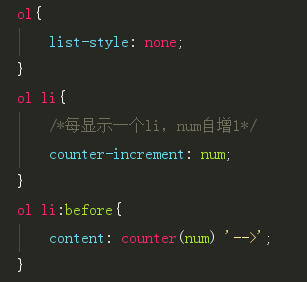 ol{
list-style: none;
}
ol li{
/*每显示一个li，num自增1*/
counter-increment: num;
}
ol li:before{
content: counter(num) '-->';
}